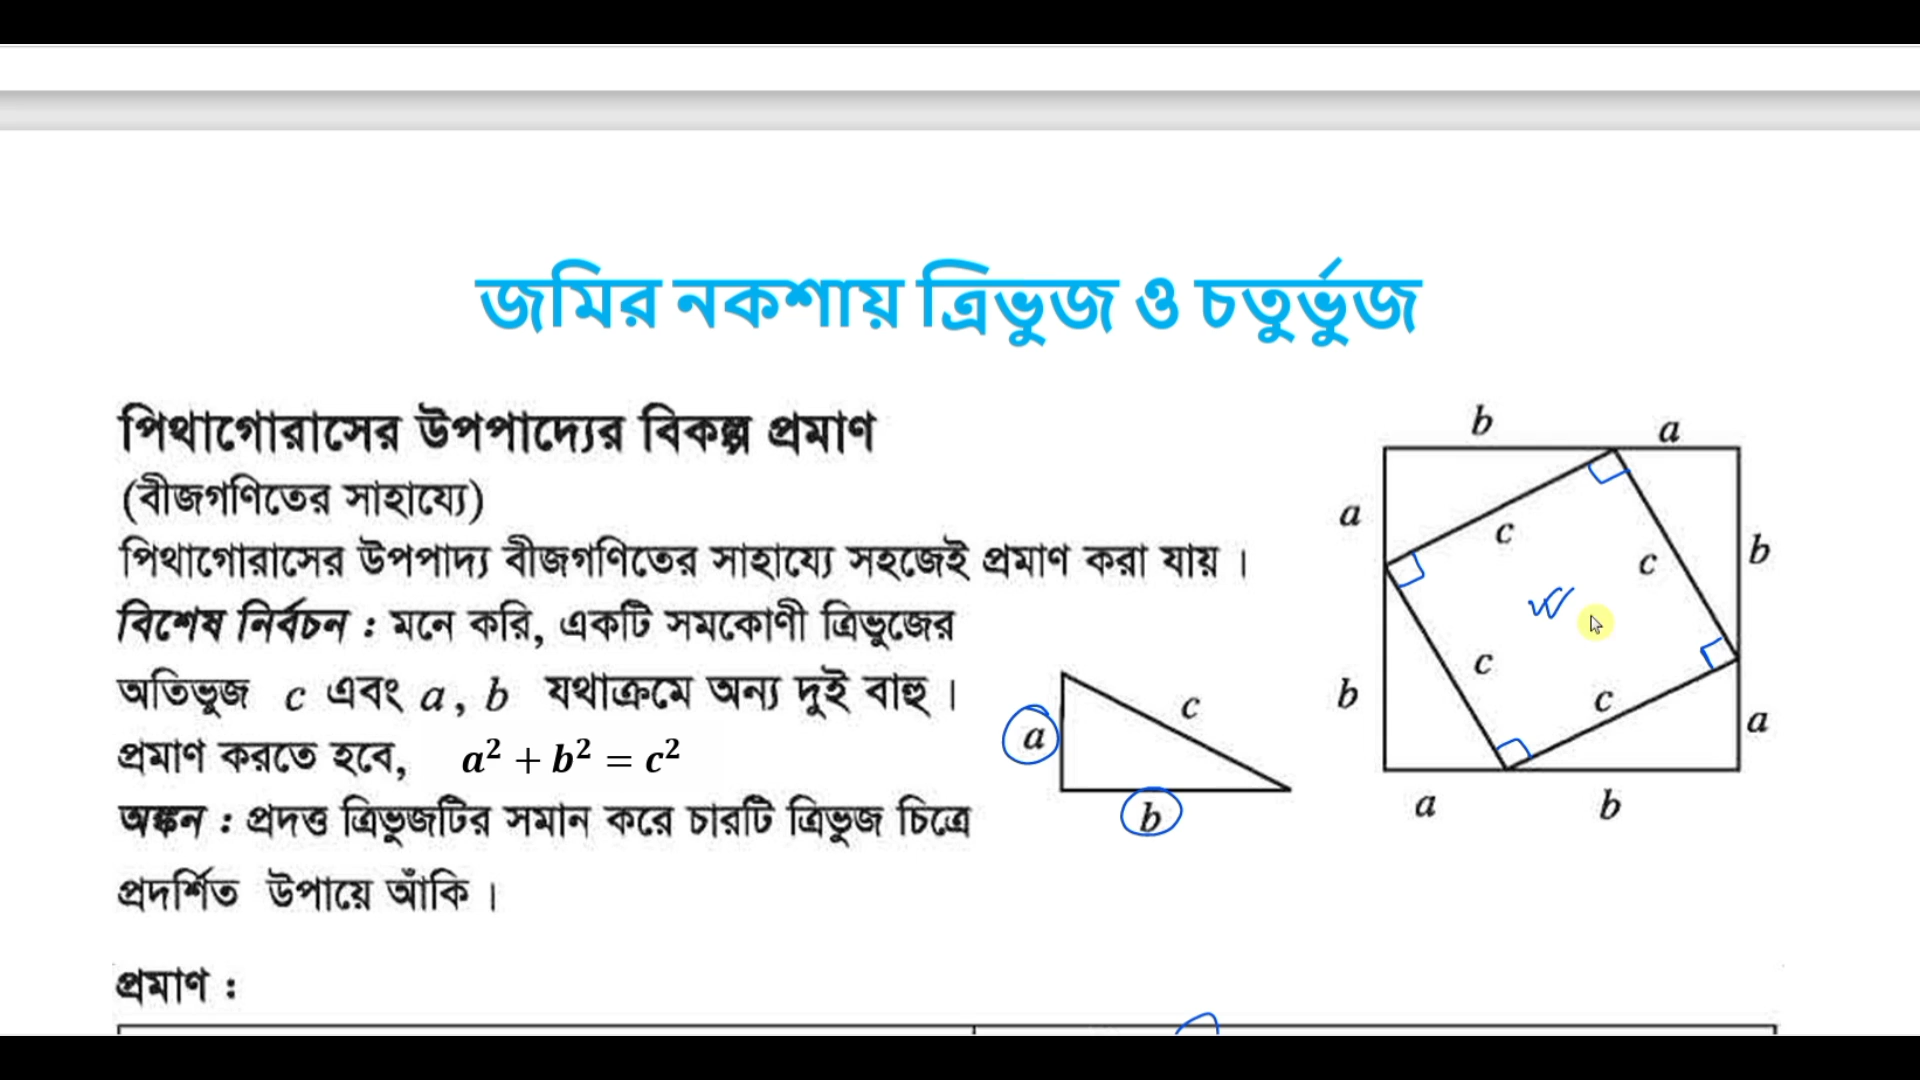 জমির নকশায় ত্রিভুজ ও চতুর্ভুজ
পিথাগোরাসের উপপাদ্যের বিকল্প প্রমাণ
(বীজগণিতের সাহায্যে)
পিথাগোরাসের উপপাদ্য বীজগণিতের সাহায্যে সহজেই প্রমাণ করা যায় ।
বিশেষ নির্বচন : মনে করি, একটি সমকোণী ত্রিভুজের
অতিভুজ c এবং a , b যথাক্রমে অন্য দুই বাহু ।
প্রমাণ করতে হবে, a² + b² = c²
অঙ্কন : প্রদত্ত ত্রিভুজটির সমান করে চারটি ত্রিভুজ চিত্রে
প্রদর্শিত উপায়ে আঁকি ।
প্রমাণ :
a
c
b
b
a
a
c
c
b
c
b
c
a
a
b